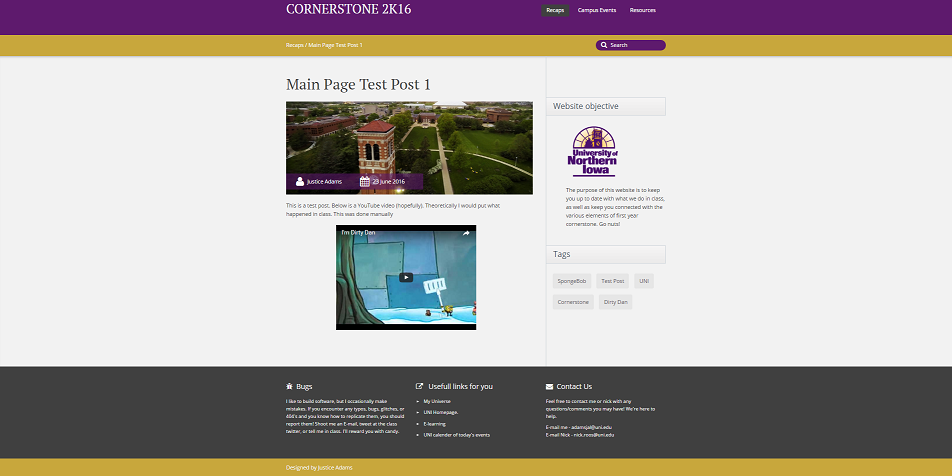 CORNERSTONE 2K16
Recaps
Campus Events
Resources
Recaps / Main Page Test Post 1
Search
Main Page Test Post 1
Justice Adams
23 June 2016
This is a test post. Below is a YouTube video (hopefully). Theoretically I would put what
happened in class. This was done manually
I'm Dirty Dan
Website objective
University of
Northern
Iowa
The purpose of this website is to keep
you up to date with what we do in class,
as well as keep you connected with the
various elements of first year
cornerstone. Go nuts!
Tags
SpongeBob
Test Post
UNI
Cornerstone
Dirty Dan
Bugs
I like to build software, but I occasionally make
mistakes. If you encounter any types, bugs, glitches, or
404's and you know how to replicate them, you should
report them! Shoot me an E-mail, tweet at the class
twitter, or tell me in class. I'll reward you with candy.
Usefull links for you
My Universe
UNI Homepage.
E-learning
UNI calender of today's events
Contact Us
Feel free to contact me or nick with any
questions/comments you may have! We're here to
help.
E-mail me - adamsjal@uni.edu
E-mail Nick - nick.roos@uni.edu
Designed by Justice Adams